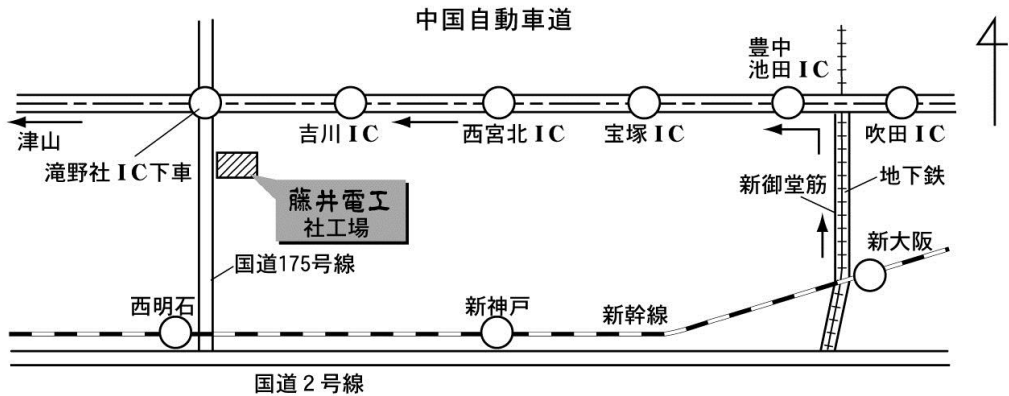 中国自動車道
豊中
池田IC
吉川IC
西宮北IC
宝塚IC
吹田IC
津山
滝野社IC下車
藤井電工
社工場
新御堂筋
地下鉄
新大阪
国道175号線
西明石
新神戸
新幹線
国道2号線